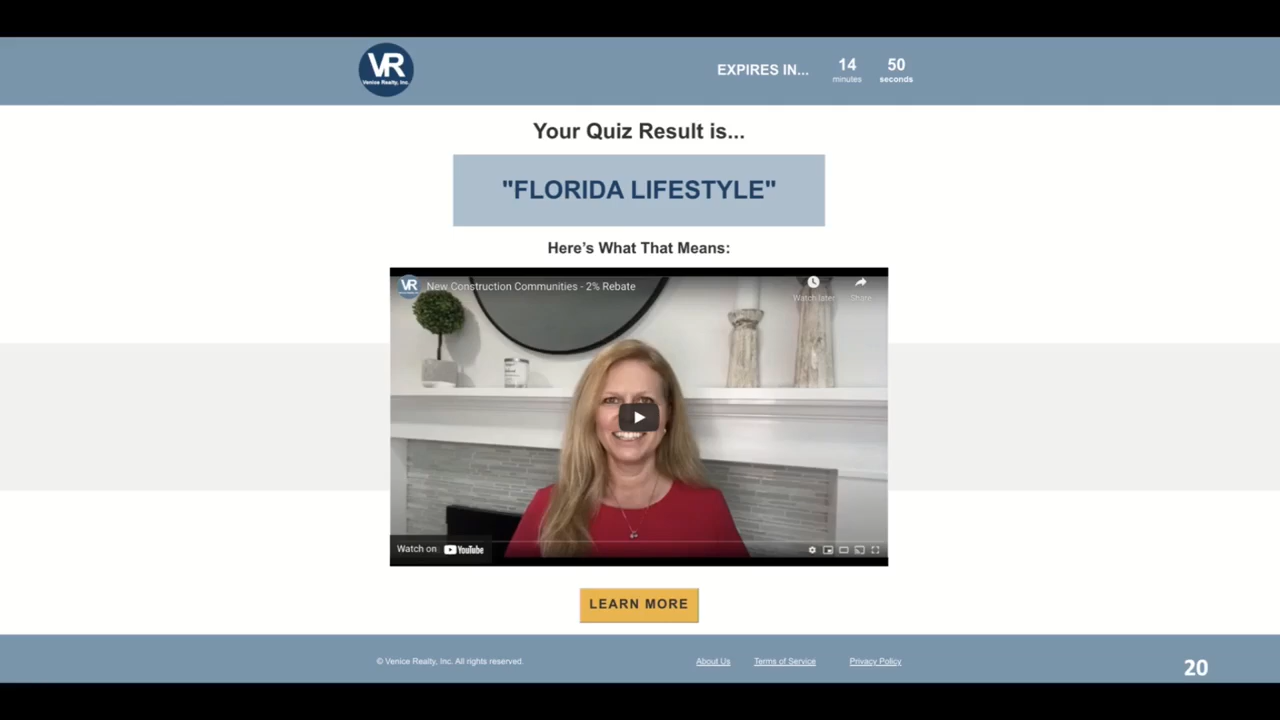 VR
Venice Realty, Inc.
EXPIRES IN...
14
50
minutes
seconds
Your Quiz Result is...
"FLORIDA LIFESTYLE"
Here's What That Means:
VR
New Construction Communities - 2% Rebate
Watch later
Share
Watch on YouTube
LEARN MORE
© Venice Realty, Inc. All rights reserved.
About Us
Terms of Service
Privacy Policy
20